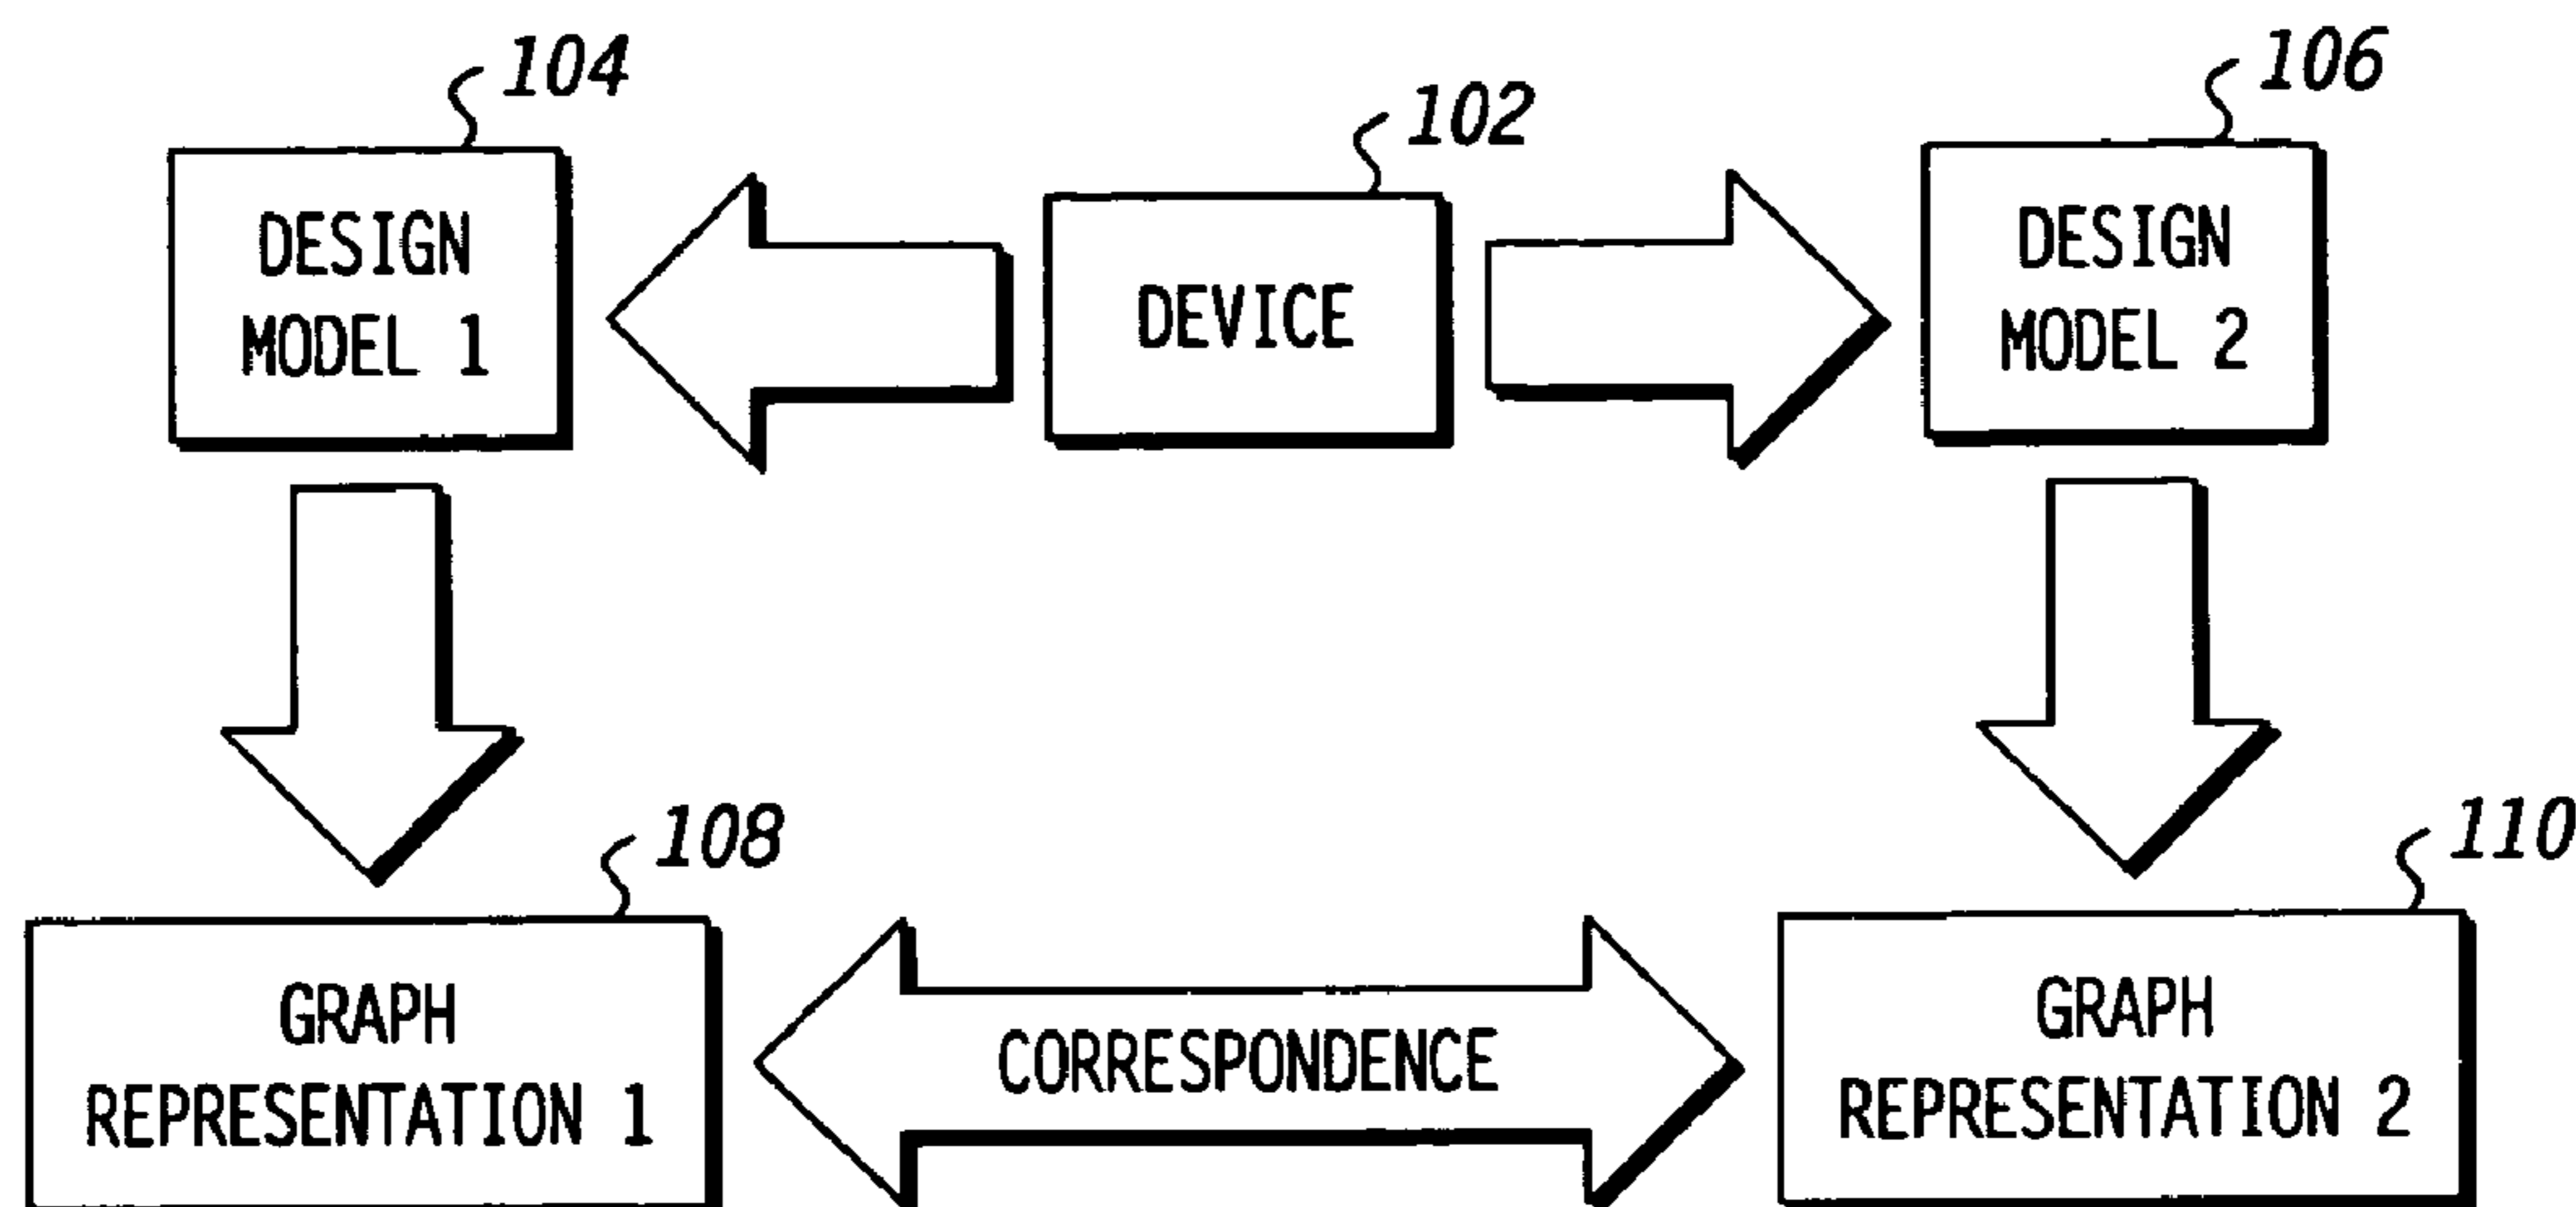 104
102
106
DESIGN
MODEL 1
DEVICE
DESIGN
MODEL 2
108
110
GRAPH
REPRESENTATION 1
CORRESPONDENCE
GRAPH
REPRESENTATION 2